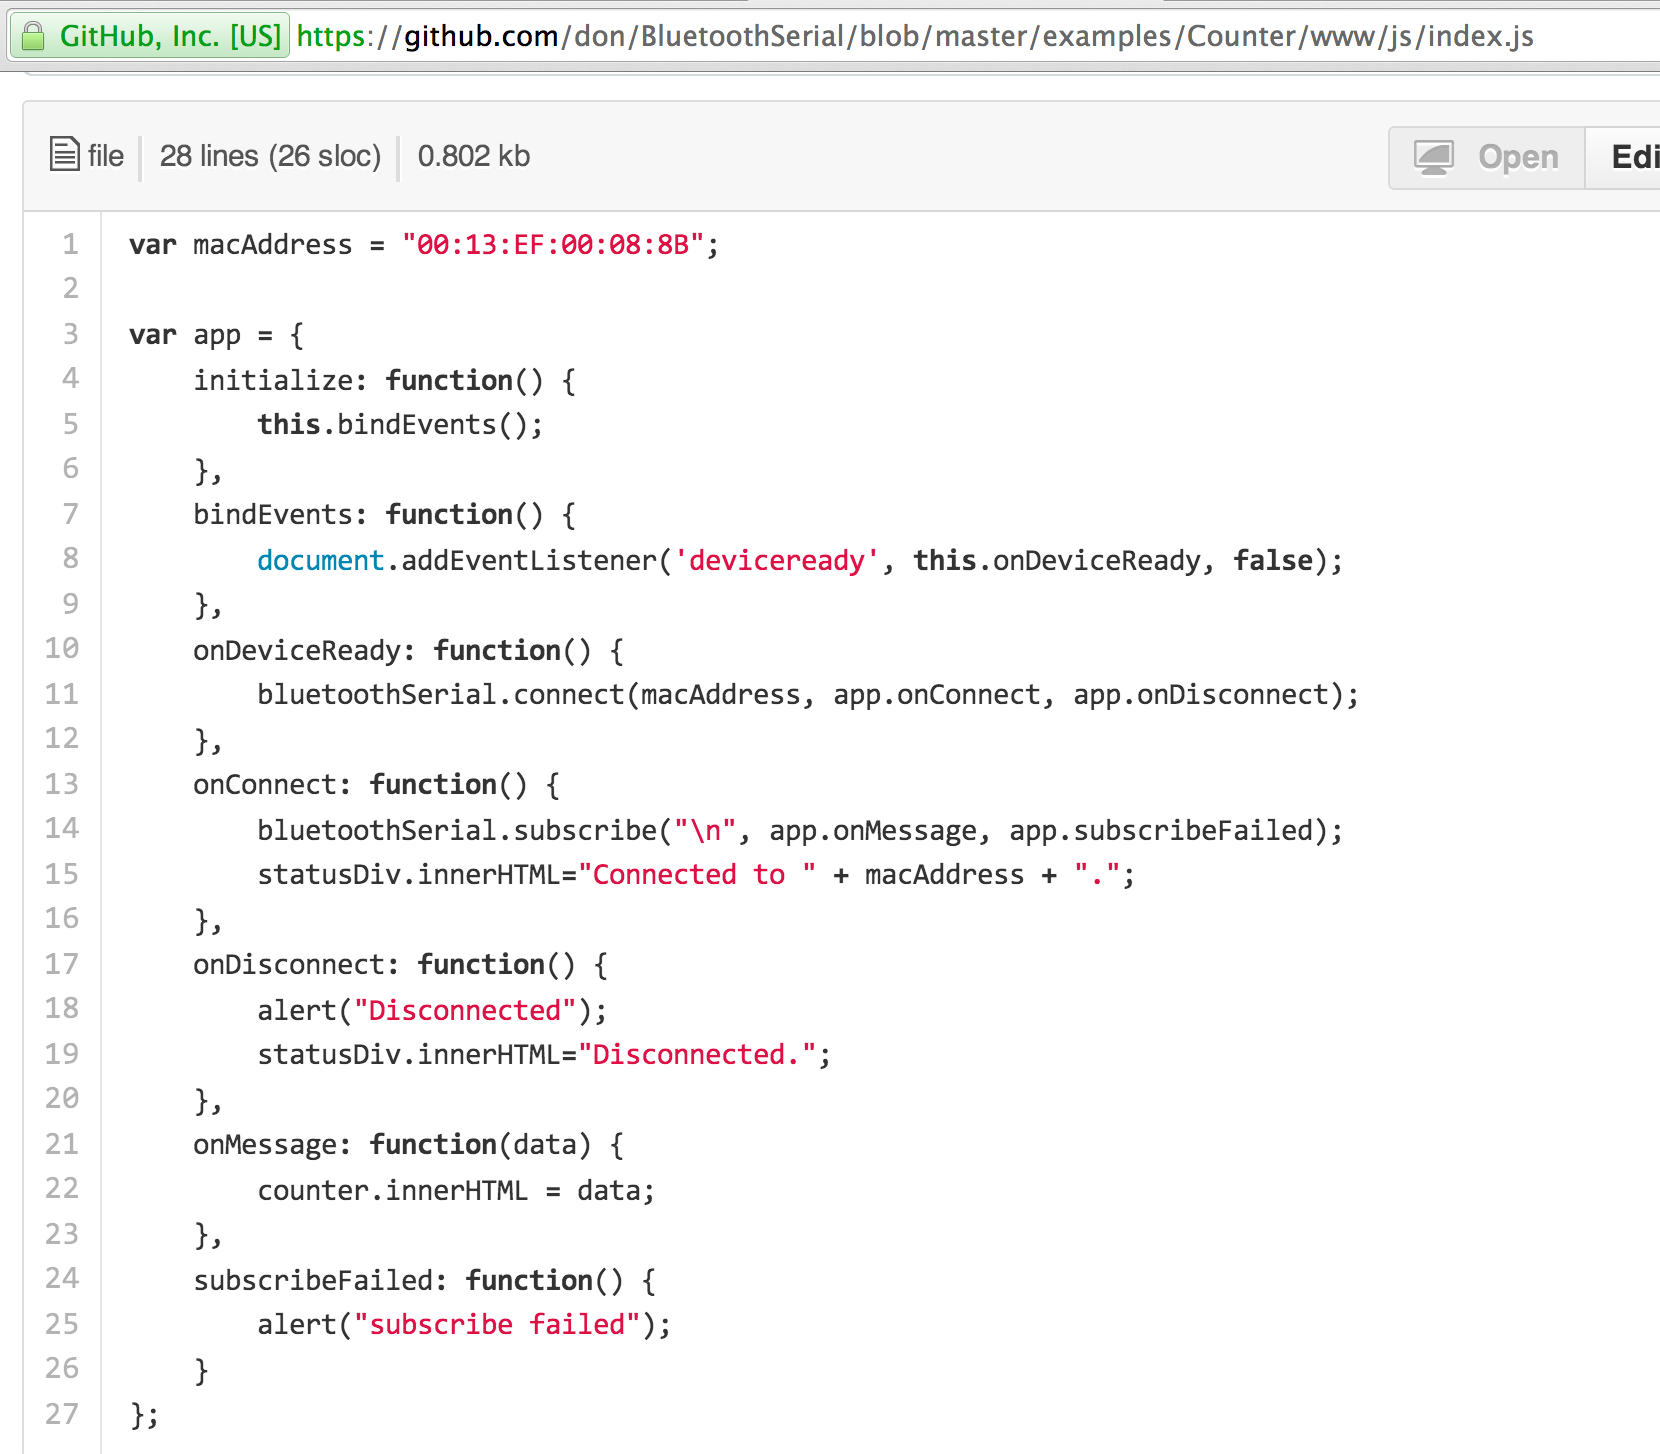 GitHub, Inc. [US] https://github.com/don/BluetoothSerial/blob/master/examples/Counter/www/js/index.js
file 28 lines (26 sloc) 0.802 kb Open Edi
1 var macAddress = "00:13:EF:00:08:8B";
2
3 var app = {
4     initialize: function() {
5         this.bindEvents();
6     },
7     bindEvents: function() {
8         document.addEventListener('deviceready', this.onDeviceReady, false);
9     },
10     onDeviceReady: function() {
11         bluetoothSerial.connect(macAddress, app.onConnect, app.onDisconnect);
12     },
13     onConnect: function() {
14         bluetoothSerial.subscribe("\n", app.onMessage, app.subscribeFailed);
15         statusDiv.innerHTML="Connected to " + macAddress + ".";
16     },
17     onDisconnect: function() {
18         alert("Disconnected");
19         statusDiv.innerHTML="Disconnected.";
20     },
21     onMessage: function(data) {
22         counter.innerHTML = data;
23     },
24     subscribeFailed: function() {
25         alert("subscribe failed");
26     }
27 };